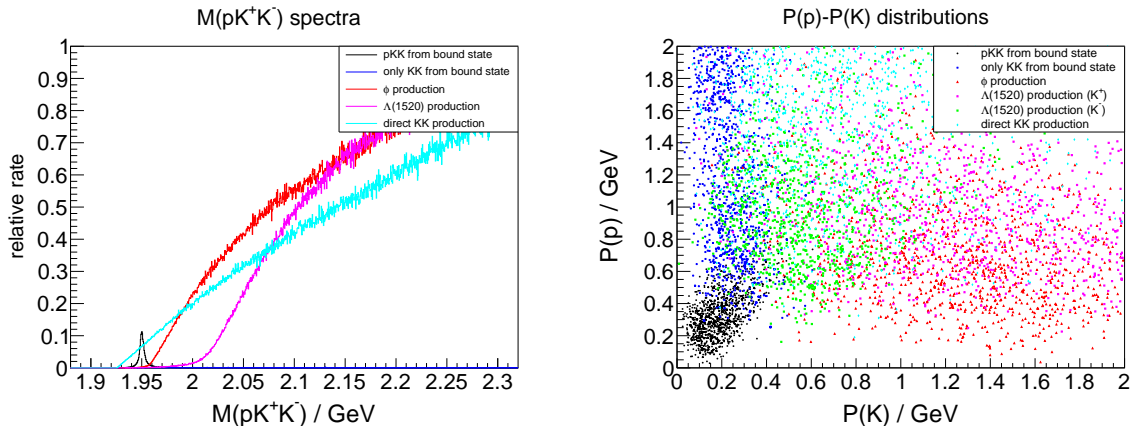 M(pK⁺K⁻) spectra
relative rate
1
0.9
0.8
0.7
0.6
0.5
0.4
0.3
0.2
0.1
0
pKK from bound state
only KK from bound state
ϕ production
Λ(1520) production
direct KK production
1.9 1.95 2 2.05 2.1 2.15 2.2 2.25 2.3
M(pK⁺K⁻) / GeV
P(p)-P(K) distributions
P(p) / GeV
2
1.8
1.6
1.4
1.2
1
0.8
0.6
0.4
0.2
0
pKK from bound state
only KK from bound state
ϕ production
Λ(1520) production (K⁺)
Λ(1520) production (K⁻)
direct KK production
0 0.2 0.4 0.6 0.8 1 1.2 1.4 1.6 1.8 2
P(K) / GeV